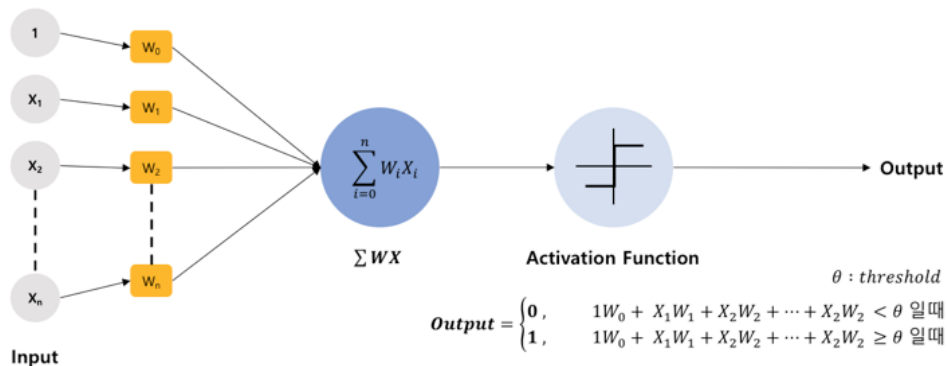 1
W₀
X₁
W₁
X₂
W₂
Xₙ
Wₙ
Input
∑ᵢ₌₀ⁿ WᵢXᵢ
∑ WX
Activation Function
Output
θ : threshold
Output = {0 , 1W₀ + X₁W₁ + X₂W₂ + ⋯ + X₂W₂ < θ 일때
1 , 1W₀ + X₁W₁ + X₂W₂ + ⋯ + X₂W₂ ≥ θ 일때